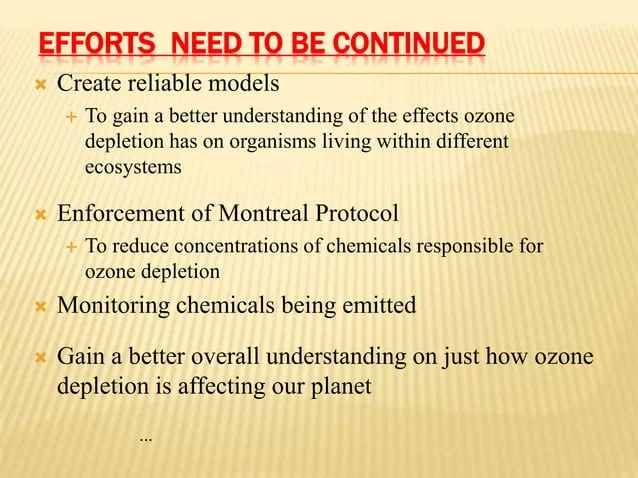 EFFORTS NEED TO BE CONTINUED
Create reliable models
To gain a better understanding of the effects ozone
depletion has on organisms living within different
ecosystems
Enforcement of Montreal Protocol
To reduce concentrations of chemicals responsible for
ozone depletion
Monitoring chemicals being emitted
Gain a better overall understanding on just how ozone
depletion is affecting our planet
...